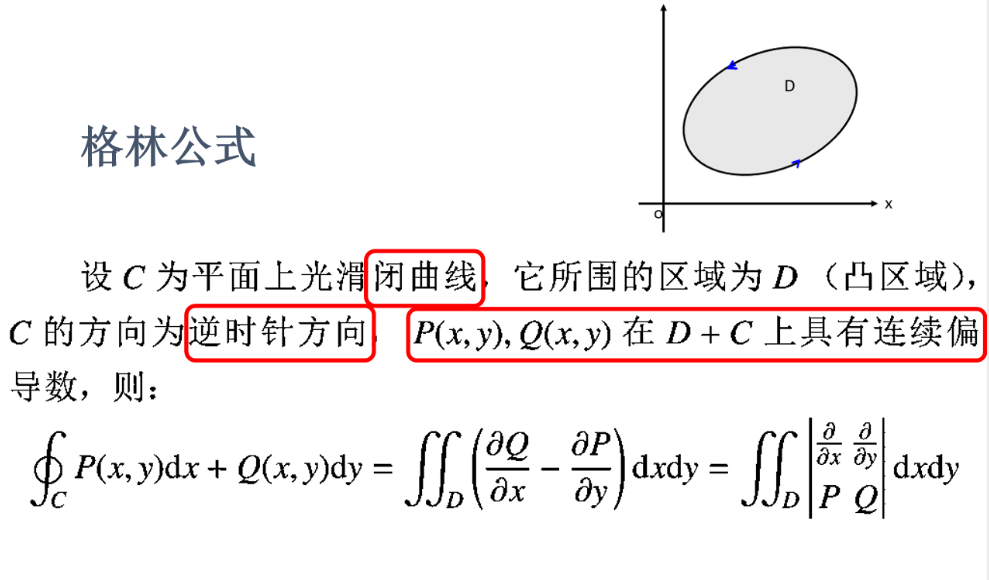 D
x
O
格林公式
设 C 为平面上光滑闭曲线，它所围的区域为 D（凸区域），
C 的方向为逆时针方向，P(x, y), Q(x, y) 在 D + C 上具有连续偏
导数，则：
∮_C P(x, y)dx + Q(x, y)dy = ∬_D (∂Q/∂x − ∂P/∂y) dxdy = ∬_D |∂/∂x ∂/∂y; P Q| dxdy